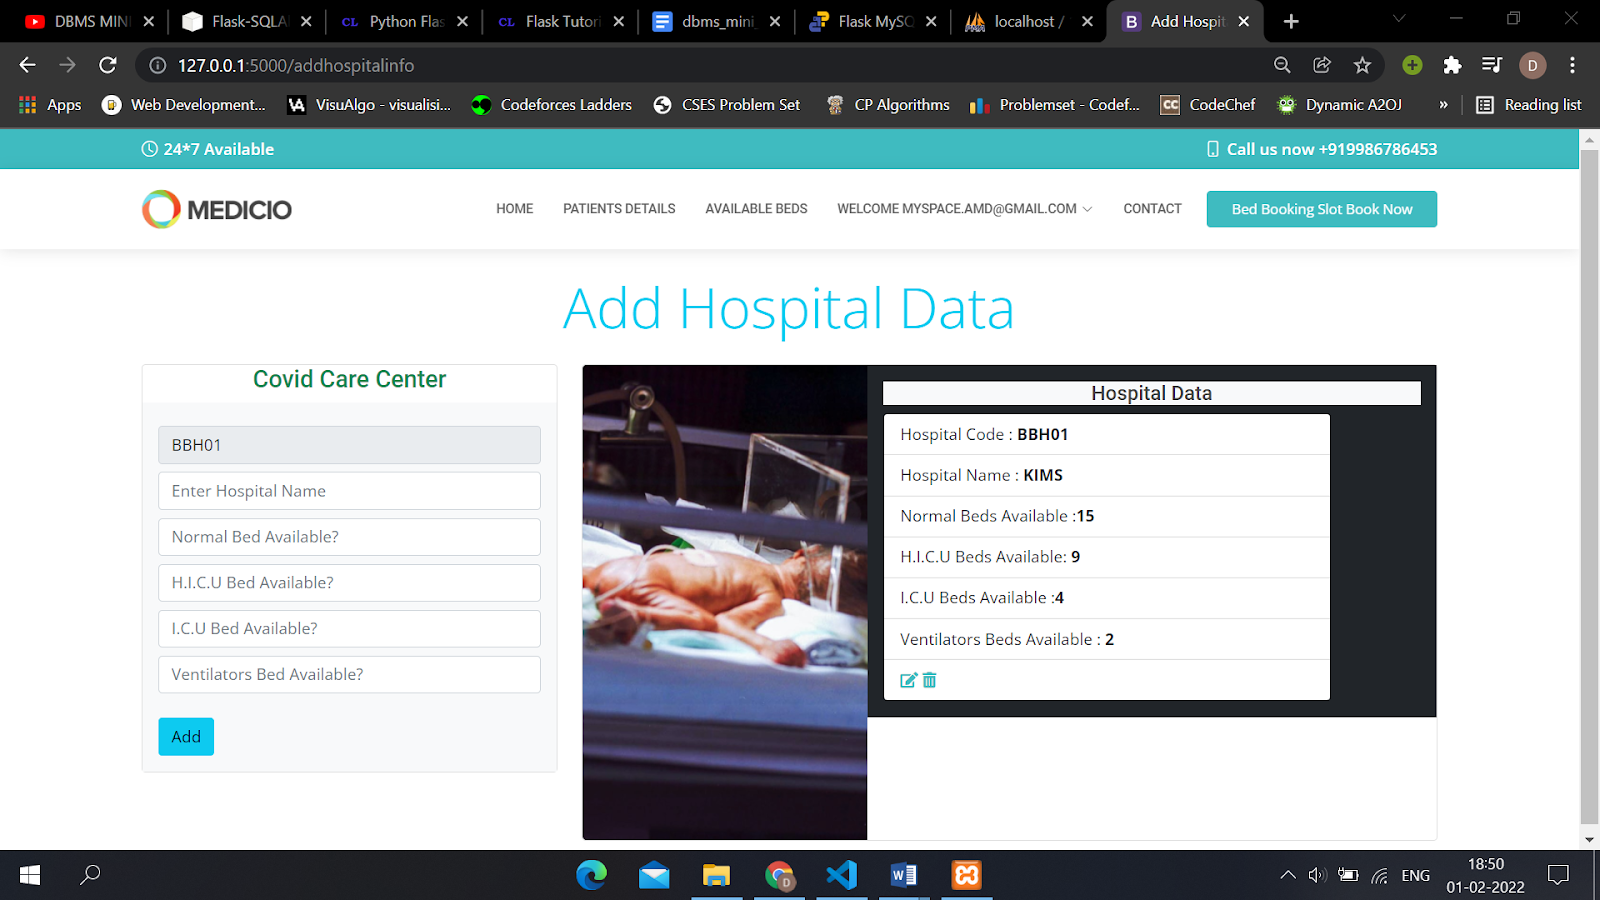 DBMS MIN
Flask-SQLAl
Python Flas
Flask Tutori
dbms_mini_
Flask MySQ
localhost /
Add Hospit
127.0.0.1:5000/addhospitalinfo
D
Apps
Web Development...
VisuAlgo - visualisi...
Codeforces Ladders
CSES Problem Set
CP Algorithms
Problemset - Codef...
CodeChef
Dynamic A2OJ
»
Reading list
24*7 Available
Call us now +919986786453
MEDICIO
HOME
PATIENTS DETAILS
AVAILABLE BEDS
WELCOME MYSPACE.AMD@GMAIL.COM
CONTACT
Bed Booking Slot Book Now
Add Hospital Data
Covid Care Center
BBH01
Enter Hospital Name
Normal Bed Available?
H.I.C.U Bed Available?
I.C.U Bed Available?
Ventilators Bed Available?
Add
Hospital Data
Hospital Code : BBH01
Hospital Name : KIMS
Normal Beds Available :15
H.I.C.U Beds Available: 9
I.C.U Beds Available :4
Ventilators Beds Available : 2
ENG
18:50
01-02-2022